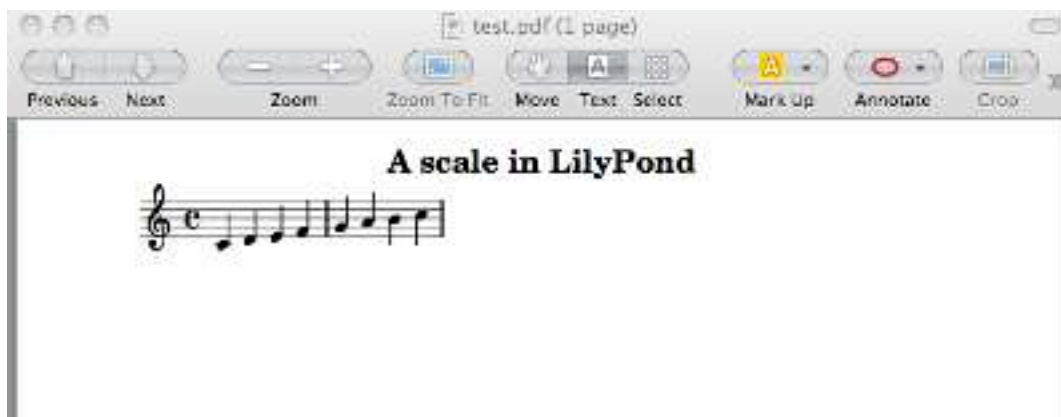 test.pdf (1 page)
A
Previous Next Zoom Zoom To Fit Move Text Select Mark Up Annotate Crop
A scale in LilyPond